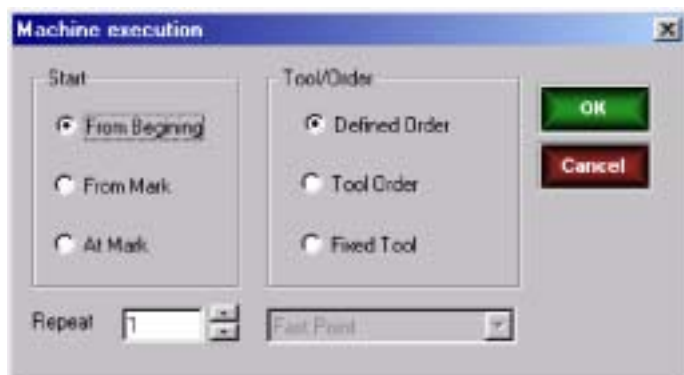 Machine execution
Start
Tool/Order
From Begining
Defined Order
OK
From Mark
Tool Order
Cancel
At Mark
Fixed Tool
Repeat 1
Fast Point